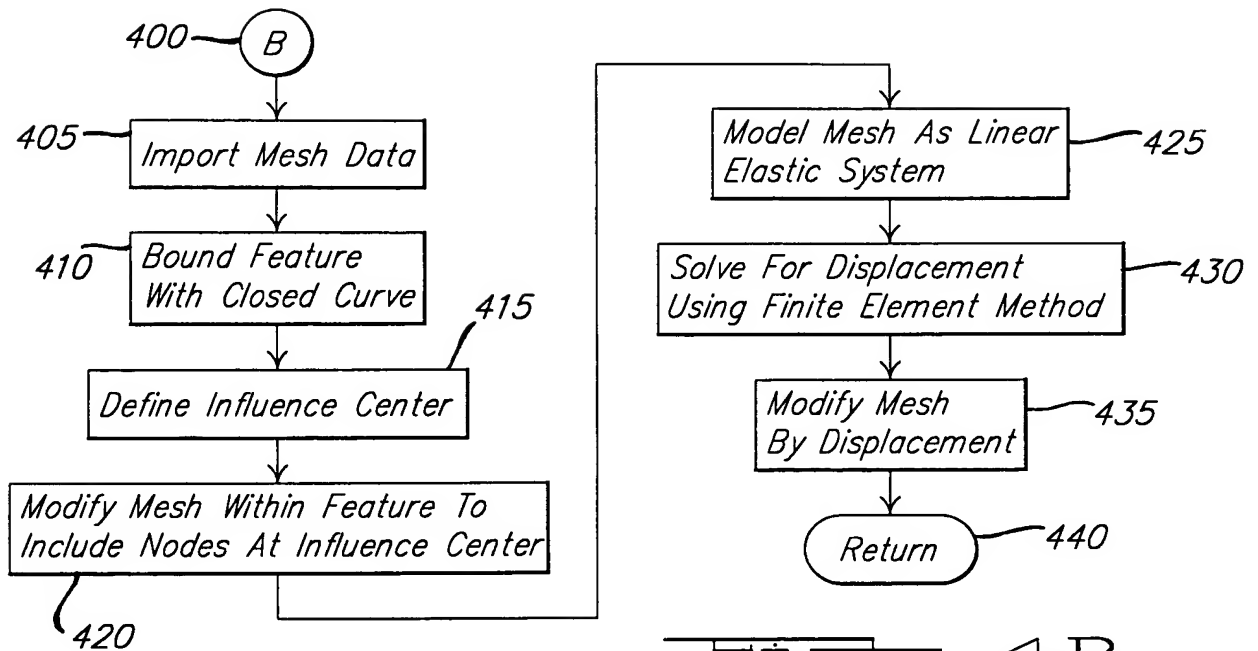 400
B
405
Import Mesh Data
410
Bound Feature
With Closed Curve
415
Define Influence Center
Modify Mesh Within Feature To
Include Nodes At Influence Center
420
Model Mesh As Linear
Elastic System
425
Solve For Displacement
Using Finite Element Method
430
Modify Mesh
By Displacement
435
Return
440